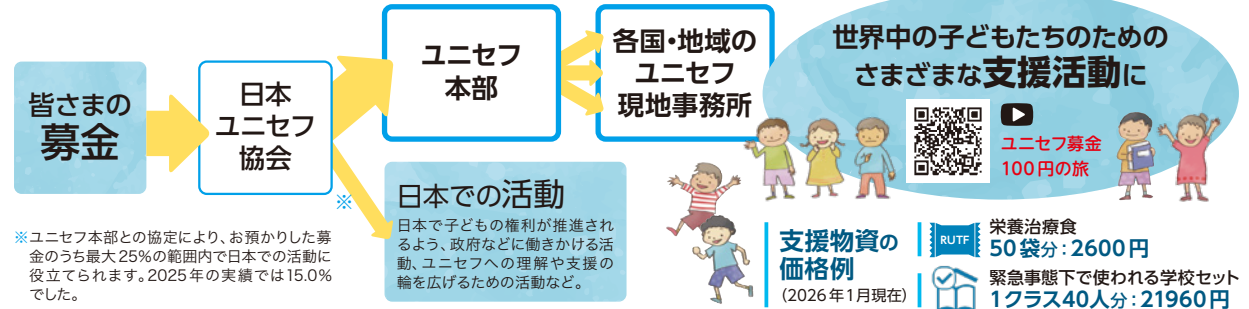 皆さまの
募金
日本
ユニセフ
協会
※
ユニセフ
本部
各国・地域の
ユニセフ
現地事務所
世界中の子どもたちのための
さまざまな支援活動に
ユニセフ募金
100円の旅
日本での活動
日本で子どもの権利が推進され
るよう、政府などに働きかける活
動、ユニセフへの理解や支援の
輪を広げるための活動など。
※ユニセフ本部との協定により、お預かりした募
金のうち最大25%の範囲内で日本での活動に
役立てられます。2025年の実績では15.0%
でした。
支援物資の
価格例
(2026年1月現在)
RUTF
栄養治療食
50袋分:2600円
緊急事態下で使われる学校セット
1クラス40人分:21960円